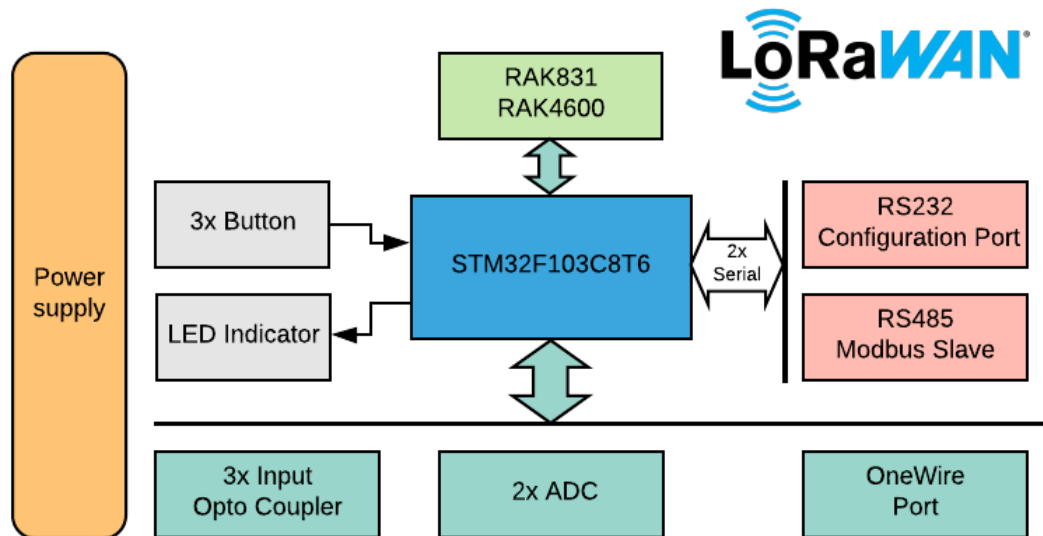 LoRaWAN®
RAK831
RAK4600
3x Button
STM32F103C8T6
2x
Serial
RS232
Configuration Port
Power
supply
LED Indicator
RS485
Modbus Slave
3x Input
Opto Coupler
2x ADC
OneWire
Port